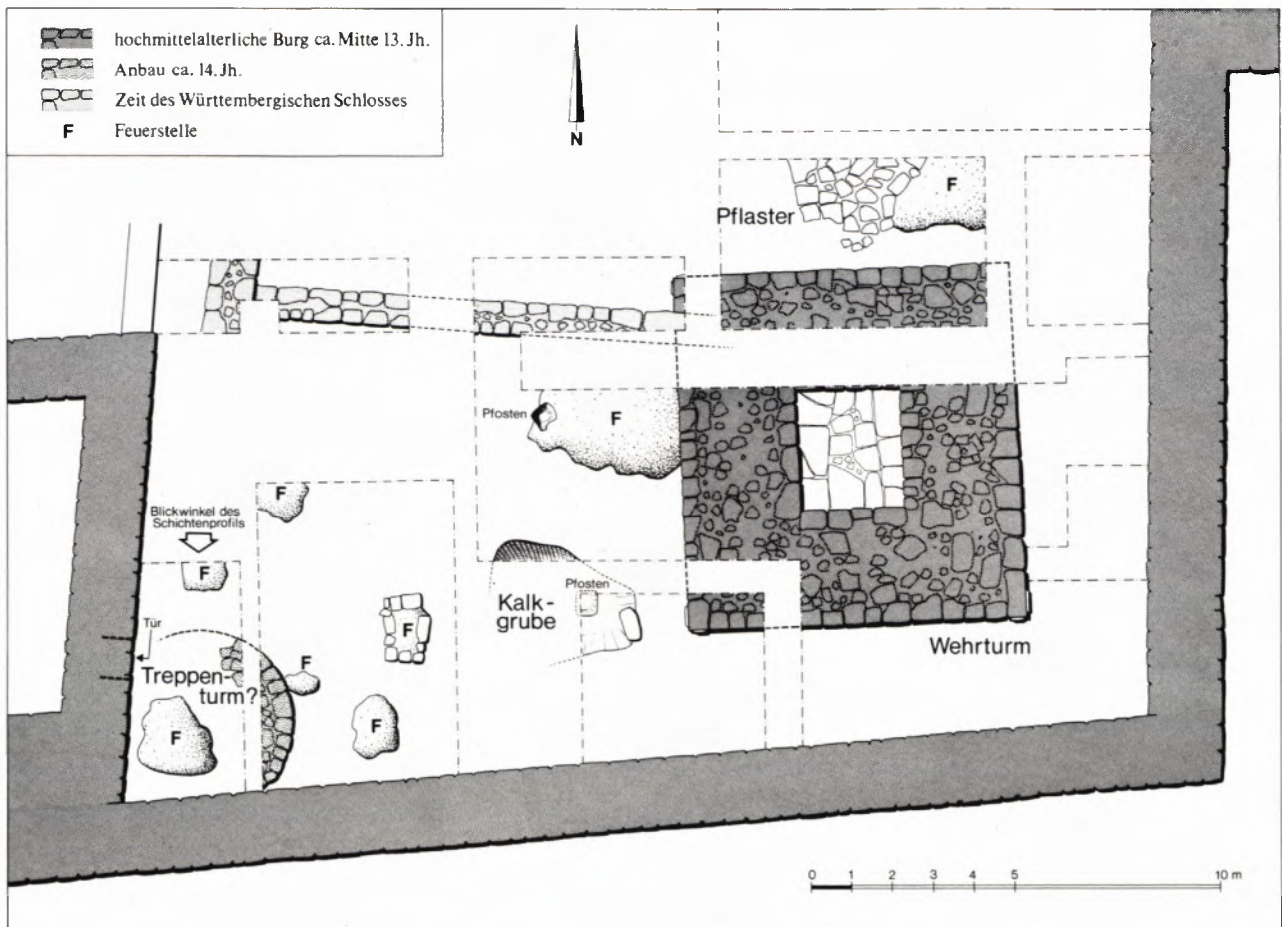 hochmittelalterliche Burg ca. Mitte 13. Jh.
Anbau ca. 14. Jh.
Zeit des Württembergischen Schlosses
F Feuerstelle
N
F
Pflaster
Pfosten
F
F
Blickwinkel des
Schichtenprofils
F
Pfosten
Kalk-
grube
F
Wehrturm
Tür
Treppen-
turm?
F
F
F
0 1 2 3 4 5 10 m